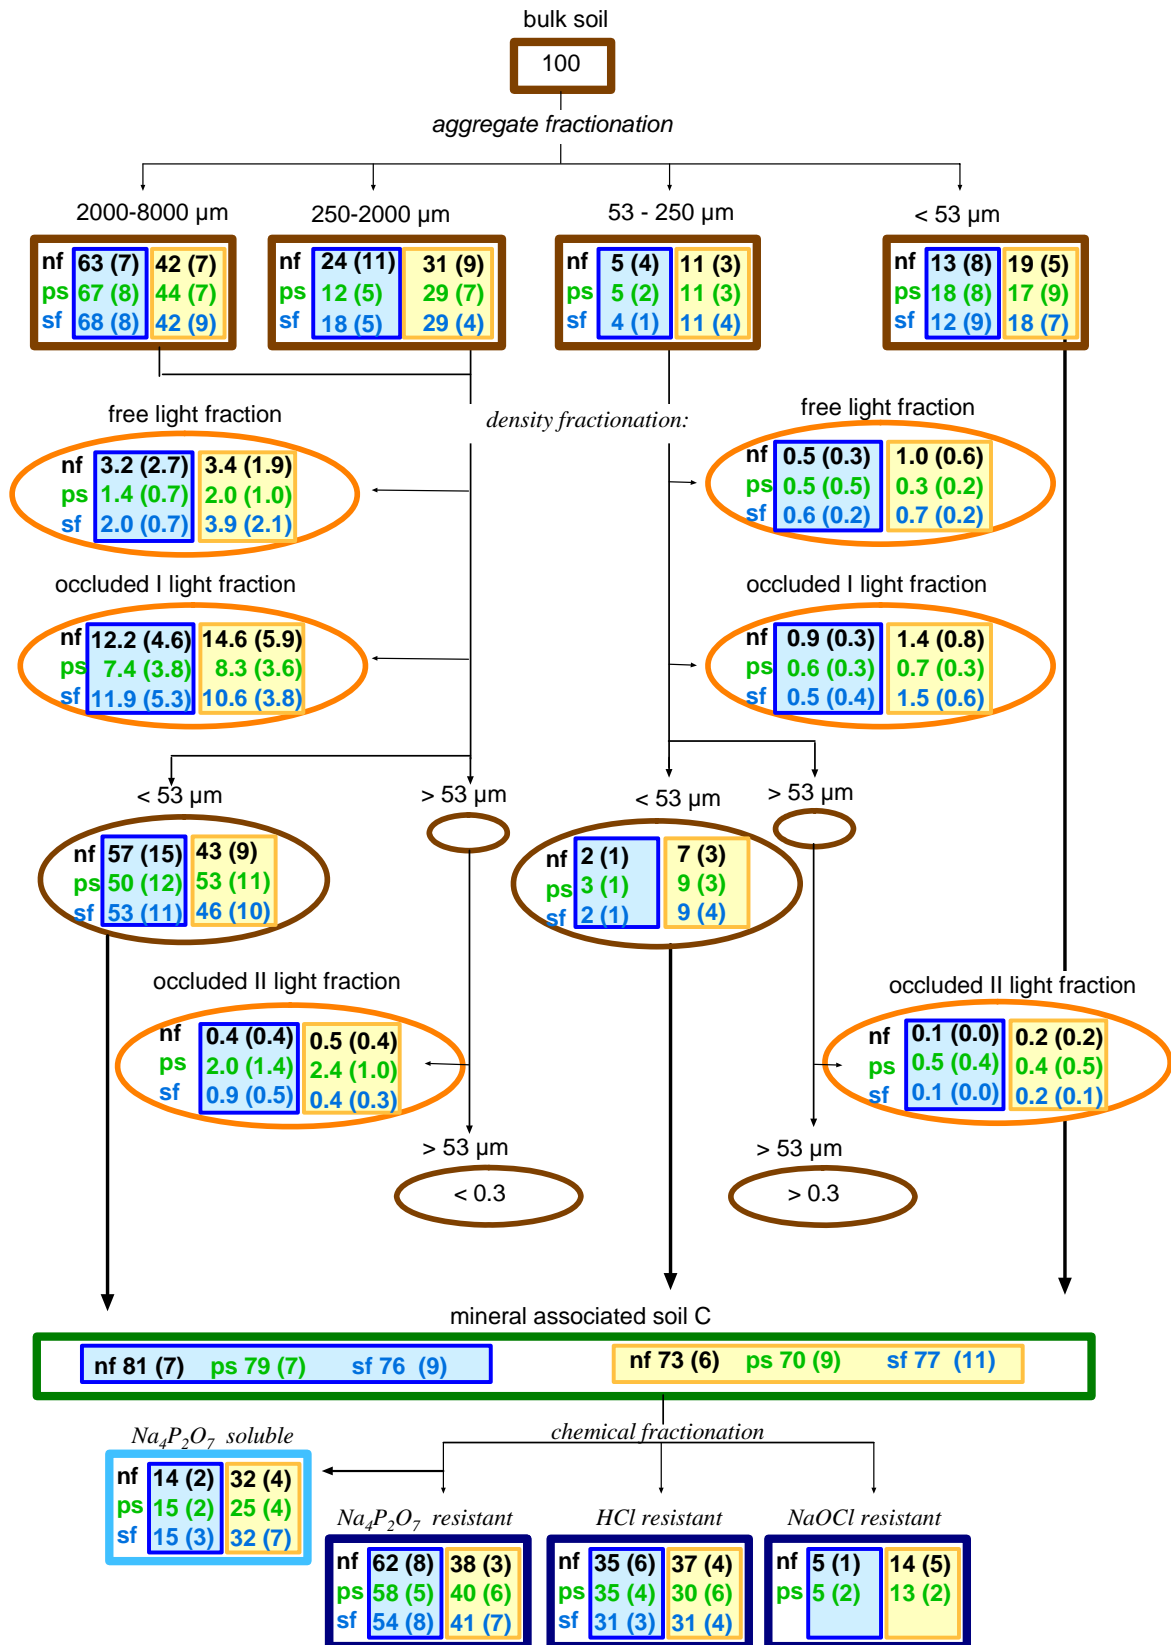 bulk soil
100
aggregate fractionation
2000-8000 µm
250-2000 µm
53 - 250 µm
< 53 µm
nf 63 (7) 42 (7)
ps 67 (8) 44 (7)
sf 68 (8) 42 (9)
nf 24 (11) 31 (9)
ps 12 (5) 29 (7)
sf 18 (5) 29 (4)
nf 5 (4) 11 (3)
ps 5 (2) 11 (3)
sf 4 (1) 11 (4)
nf 13 (8) 19 (5)
ps 18 (8) 17 (9)
sf 12 (9) 18 (7)
density fractionation:
free light fraction
nf 3.2 (2.7) 3.4 (1.9)
ps 1.4 (0.7) 2.0 (1.0)
sf 2.0 (0.7) 3.9 (2.1)
free light fraction
nf 0.5 (0.3) 1.0 (0.6)
ps 0.5 (0.5) 0.3 (0.2)
sf 0.6 (0.2) 0.7 (0.2)
occluded I light fraction
nf 12.2 (4.6) 14.6 (5.9)
ps 7.4 (3.8) 8.3 (3.6)
sf 11.9 (5.3) 10.6 (3.8)
occluded I light fraction
nf 0.9 (0.3) 1.4 (0.8)
ps 0.6 (0.3) 0.7 (0.3)
sf 0.5 (0.4) 1.5 (0.6)
< 53 µm
> 53 µm
< 53 µm
> 53 µm
nf 57 (15) 43 (9)
ps 50 (12) 53 (11)
sf 53 (11) 46 (10)
nf 2 (1) 7 (3)
ps 3 (1) 9 (3)
sf 2 (1) 9 (4)
occluded II light fraction
nf 0.4 (0.4) 0.5 (0.4)
ps 2.0 (1.4) 2.4 (1.0)
sf 0.9 (0.5) 0.4 (0.3)
occluded II light fraction
nf 0.1 (0.0) 0.2 (0.2)
ps 0.5 (0.4) 0.4 (0.5)
sf 0.1 (0.0) 0.2 (0.1)
> 53 µm
< 0.3
> 53 µm
> 0.3
mineral associated soil C
nf 81 (7) ps 79 (7) sf 76 (9)
nf 73 (6) ps 70 (9) sf 77 (11)
chemical fractionation
Na₄P₂O₇ soluble
nf 14 (2) 32 (4)
ps 15 (2) 25 (4)
sf 15 (3) 32 (7)
Na₄P₂O₇ resistant
nf 62 (8) 38 (3)
ps 58 (5) 40 (6)
sf 54 (8) 41 (7)
HCl resistant
nf 35 (6) 37 (4)
ps 35 (4) 30 (6)
sf 31 (3) 31 (4)
NaOCl resistant
nf 5 (1) 14 (5)
ps 5 (2) 13 (2)